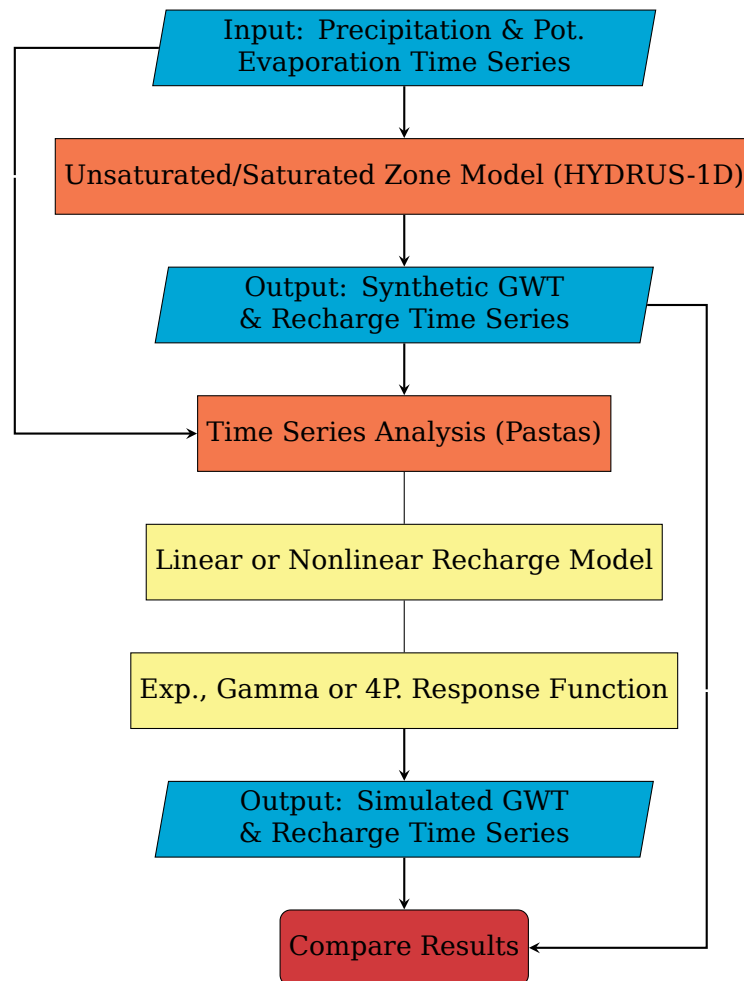 Input: Precipitation & Pot.
Evaporation Time Series
Unsaturated/Saturated Zone Model (HYDRUS-1D)
Output: Synthetic GWT
& Recharge Time Series
Time Series Analysis (Pastas)
Linear or Nonlinear Recharge Model
Exp., Gamma or 4P. Response Function
Output: Simulated GWT
& Recharge Time Series
Compare Results